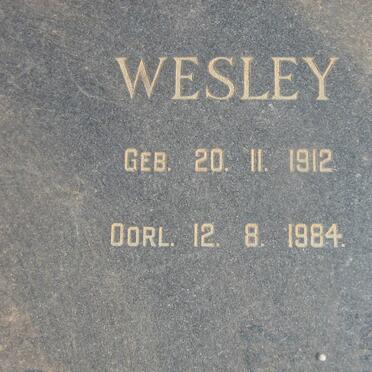 WESLEY
GEB. 20. 11. 1912
OORL. 12. 8. 1984.